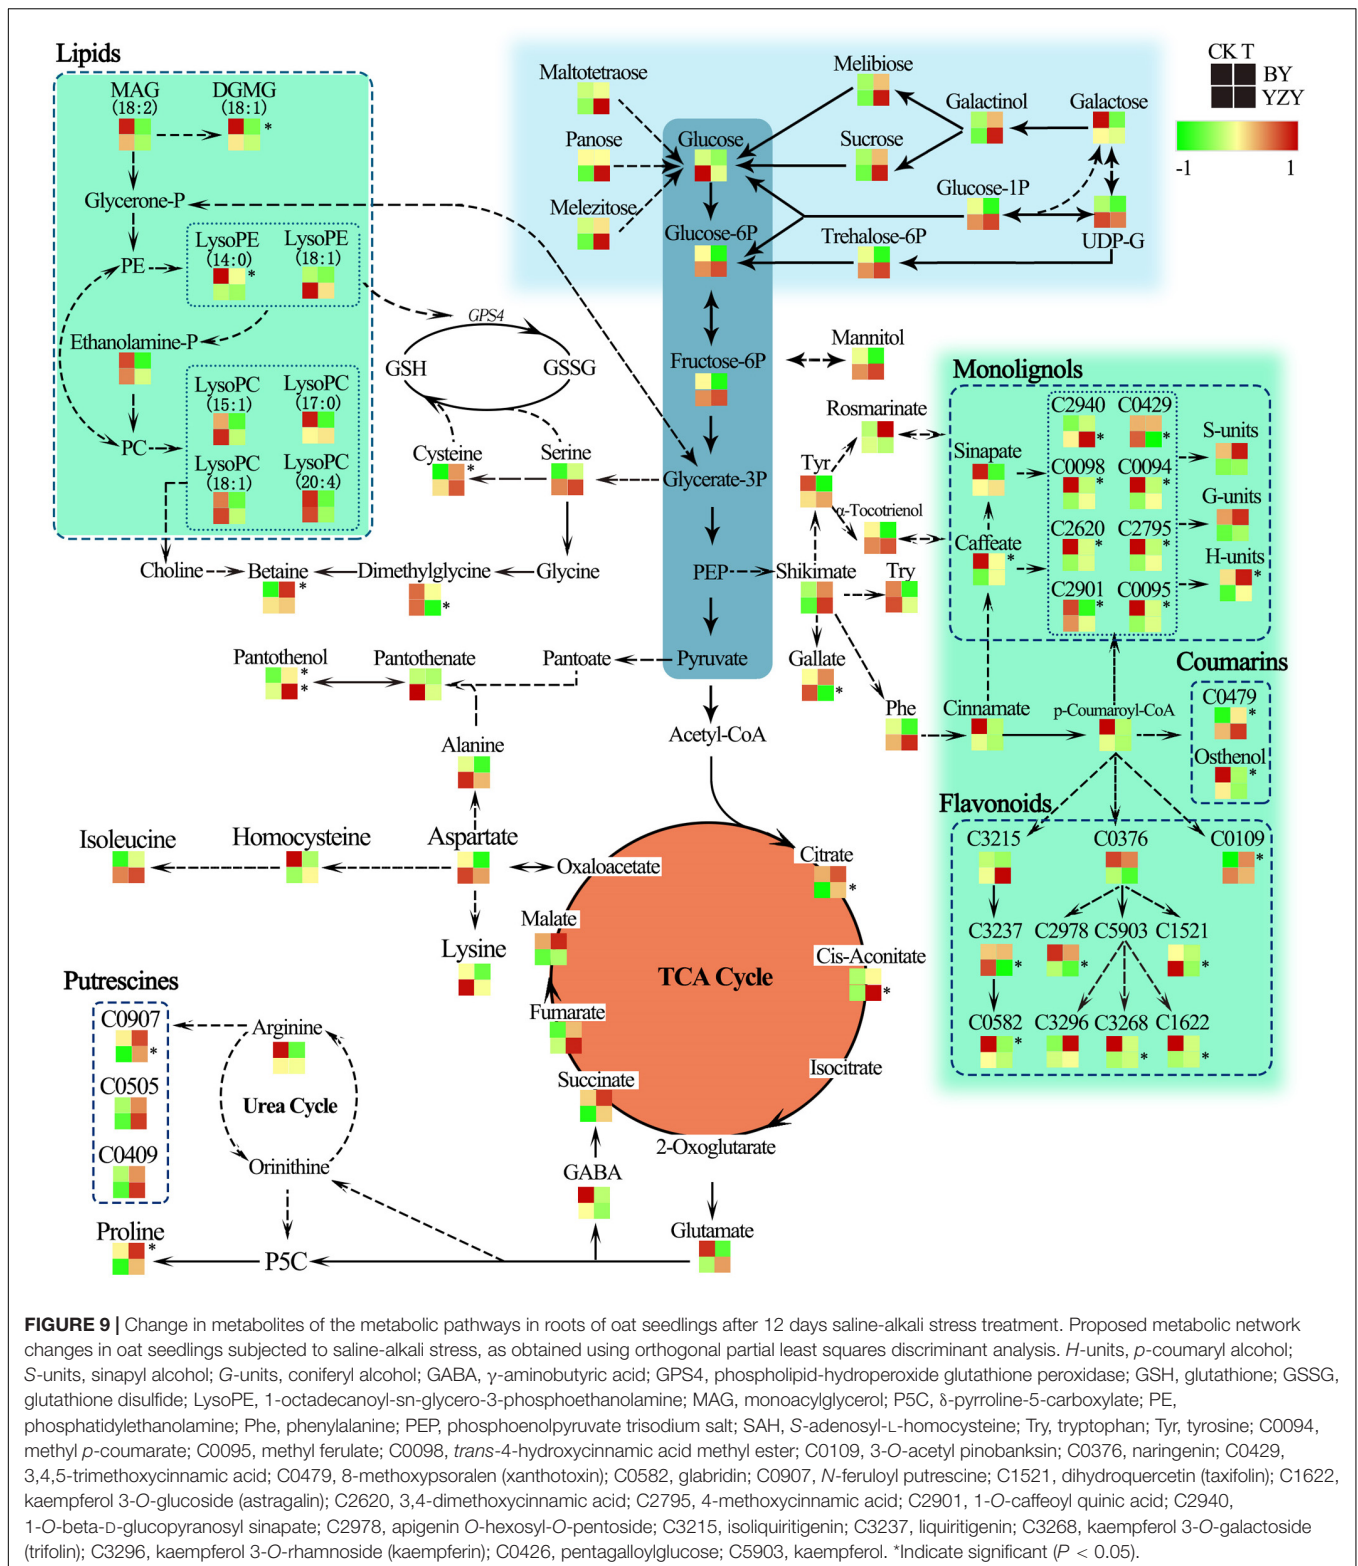 Lipids
MAG
(18:2)
DGMG
(18:1)
*
Glycerone-P
PE
LysoPE
(14:0)
*
LysoPE
(18:1)
Ethanolamine-P
LysoPC
(15:1)
LysoPC
(17:0)
PC
LysoPC
(18:1)
LysoPC
(20:4)
Maltotetraose
Panose
Melezitose
Glucose
Melibiose
Sucrose
Galactinol
Galactose
Glucose-1P
UDP-G
Glucose-6P
Trehalose-6P
CK T
BY
YZY
-1
1
GPS4
GSH
GSSG
Fructose-6P
Mannitol
Cysteine
*
Serine
Glycerate-3P
Choline
Betaine
*
Dimethylglycine
*
Glycine
PEP
Rosmarinate
Tyr
α-Tocotrienol
Shikimate
Try
Gallate
*
Phe
Monolignols
C2940
*
C0429
*
S-units
Sinapate
C0098
*
C0094
*
G-units
Caffeate
*
C2620
*
C2795
*
H-units
*
C2901
*
C0095
*
Pantothenol
*
*
Pantothenate
Pantoate
Pyruvate
Cinnamate
p-Coumaroyl-CoA
Coumarins
C0479
*
Osthenol
*
Acetyl-CoA
Alanine
Isoleucine
Homocysteine
Aspartate
Oxaloacetate
Lysine
Citrate
*
Malate
TCA Cycle
Cis-Aconitate
*
Fumarate
Isocitrate
Succinate
2-Oxoglutarate
GABA
Glutamate
Flavonoids
C3215
C0376
C0109
*
C3237
*
C2978
*
C5903
C1521
*
C0582
*
C3296
C3268
*
C1622
*
Putrescines
C0907
*
C0505
C0409
Arginine
Urea Cycle
Orinithine
Proline
*
P5C
FIGURE 9 | Change in metabolites of the metabolic pathways in roots of oat seedlings after 12 days saline-alkali stress treatment. Proposed metabolic network
changes in oat seedlings subjected to saline-alkali stress, as obtained using orthogonal partial least squares discriminant analysis. H-units, p-coumaryl alcohol;
S-units, sinapyl alcohol; G-units, coniferyl alcohol; GABA, γ-aminobutyric acid; GPS4, phospholipid-hydroperoxide glutathione peroxidase; GSH, glutathione; GSSG,
glutathione disulfide; LysoPE, 1-octadecanoyl-sn-glycero-3-phosphoethanolamine; MAG, monoacylglycerol; P5C, δ-pyrroline-5-carboxylate; PE,
phosphatidylethanolamine; Phe, phenylalanine; PEP, phosphoenolpyruvate trisodium salt; SAH, S-adenosyl-L-homocysteine; Try, tryptophan; Tyr, tyrosine; C0094,
methyl p-coumarate; C0095, methyl ferulate; C0098, trans-4-hydroxycinnamic acid methyl ester; C0109, 3-O-acetyl pinobanksin; C0376, naringenin; C0429,
3,4,5-trimethoxycinnamic acid; C0479, 8-methoxypsoralen (xanthotoxin); C0582, glabridin; C0907, N-feruloyl putrescine; C1521, dihydroquercetin (taxifolin); C1622,
kaempferol 3-O-glucoside (astragalin); C2620, 3,4-dimethoxycinnamic acid; C2795, 4-methoxycinnamic acid; C2901, 1-O-caffeoyl quinic acid; C2940,
1-O-beta-D-glucopyranosyl sinapate; C2978, apigenin O-hexosyl-O-pentoside; C3215, isoliquiritigenin; C3237, liquiritigenin; C3268, kaempferol 3-O-galactoside
(trifolin); C3296, kaempferol 3-O-rhamnoside (kaempferin); C0426, pentagalloylglucose; C5903, kaempferol. *Indicate significant (P < 0.05).